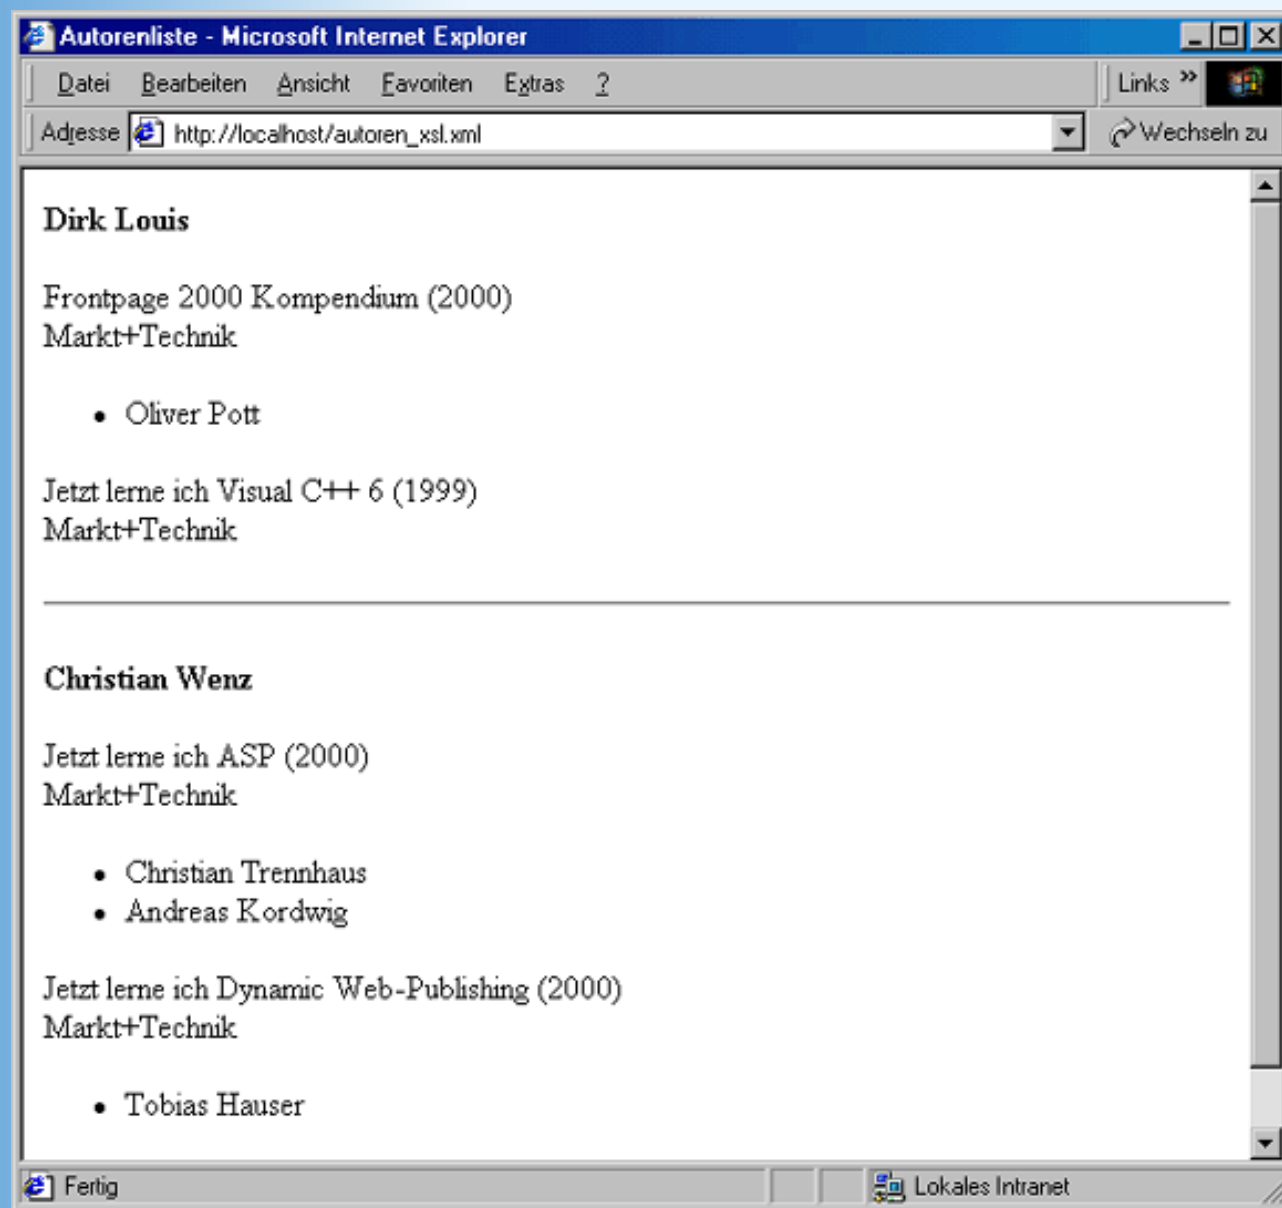 Autorenliste - Microsoft Internet Explorer
Datei Bearbeiten Ansicht Favoriten Extras ? Links »
Adresse http://localhost/autoren_xsl.xml Wechseln zu
Dirk Louis
Frontpage 2000 Kompendium (2000)
Markt+Technik
• Oliver Pott
Jetzt lerne ich Visual C++ 6 (1999)
Markt+Technik
Christian Wenz
Jetzt lerne ich ASP (2000)
Markt+Technik
• Christian Trennhaus
• Andreas Kordwig
Jetzt lerne ich Dynamic Web-Publishing (2000)
Markt+Technik
• Tobias Hauser
Fertig Lokales Intranet